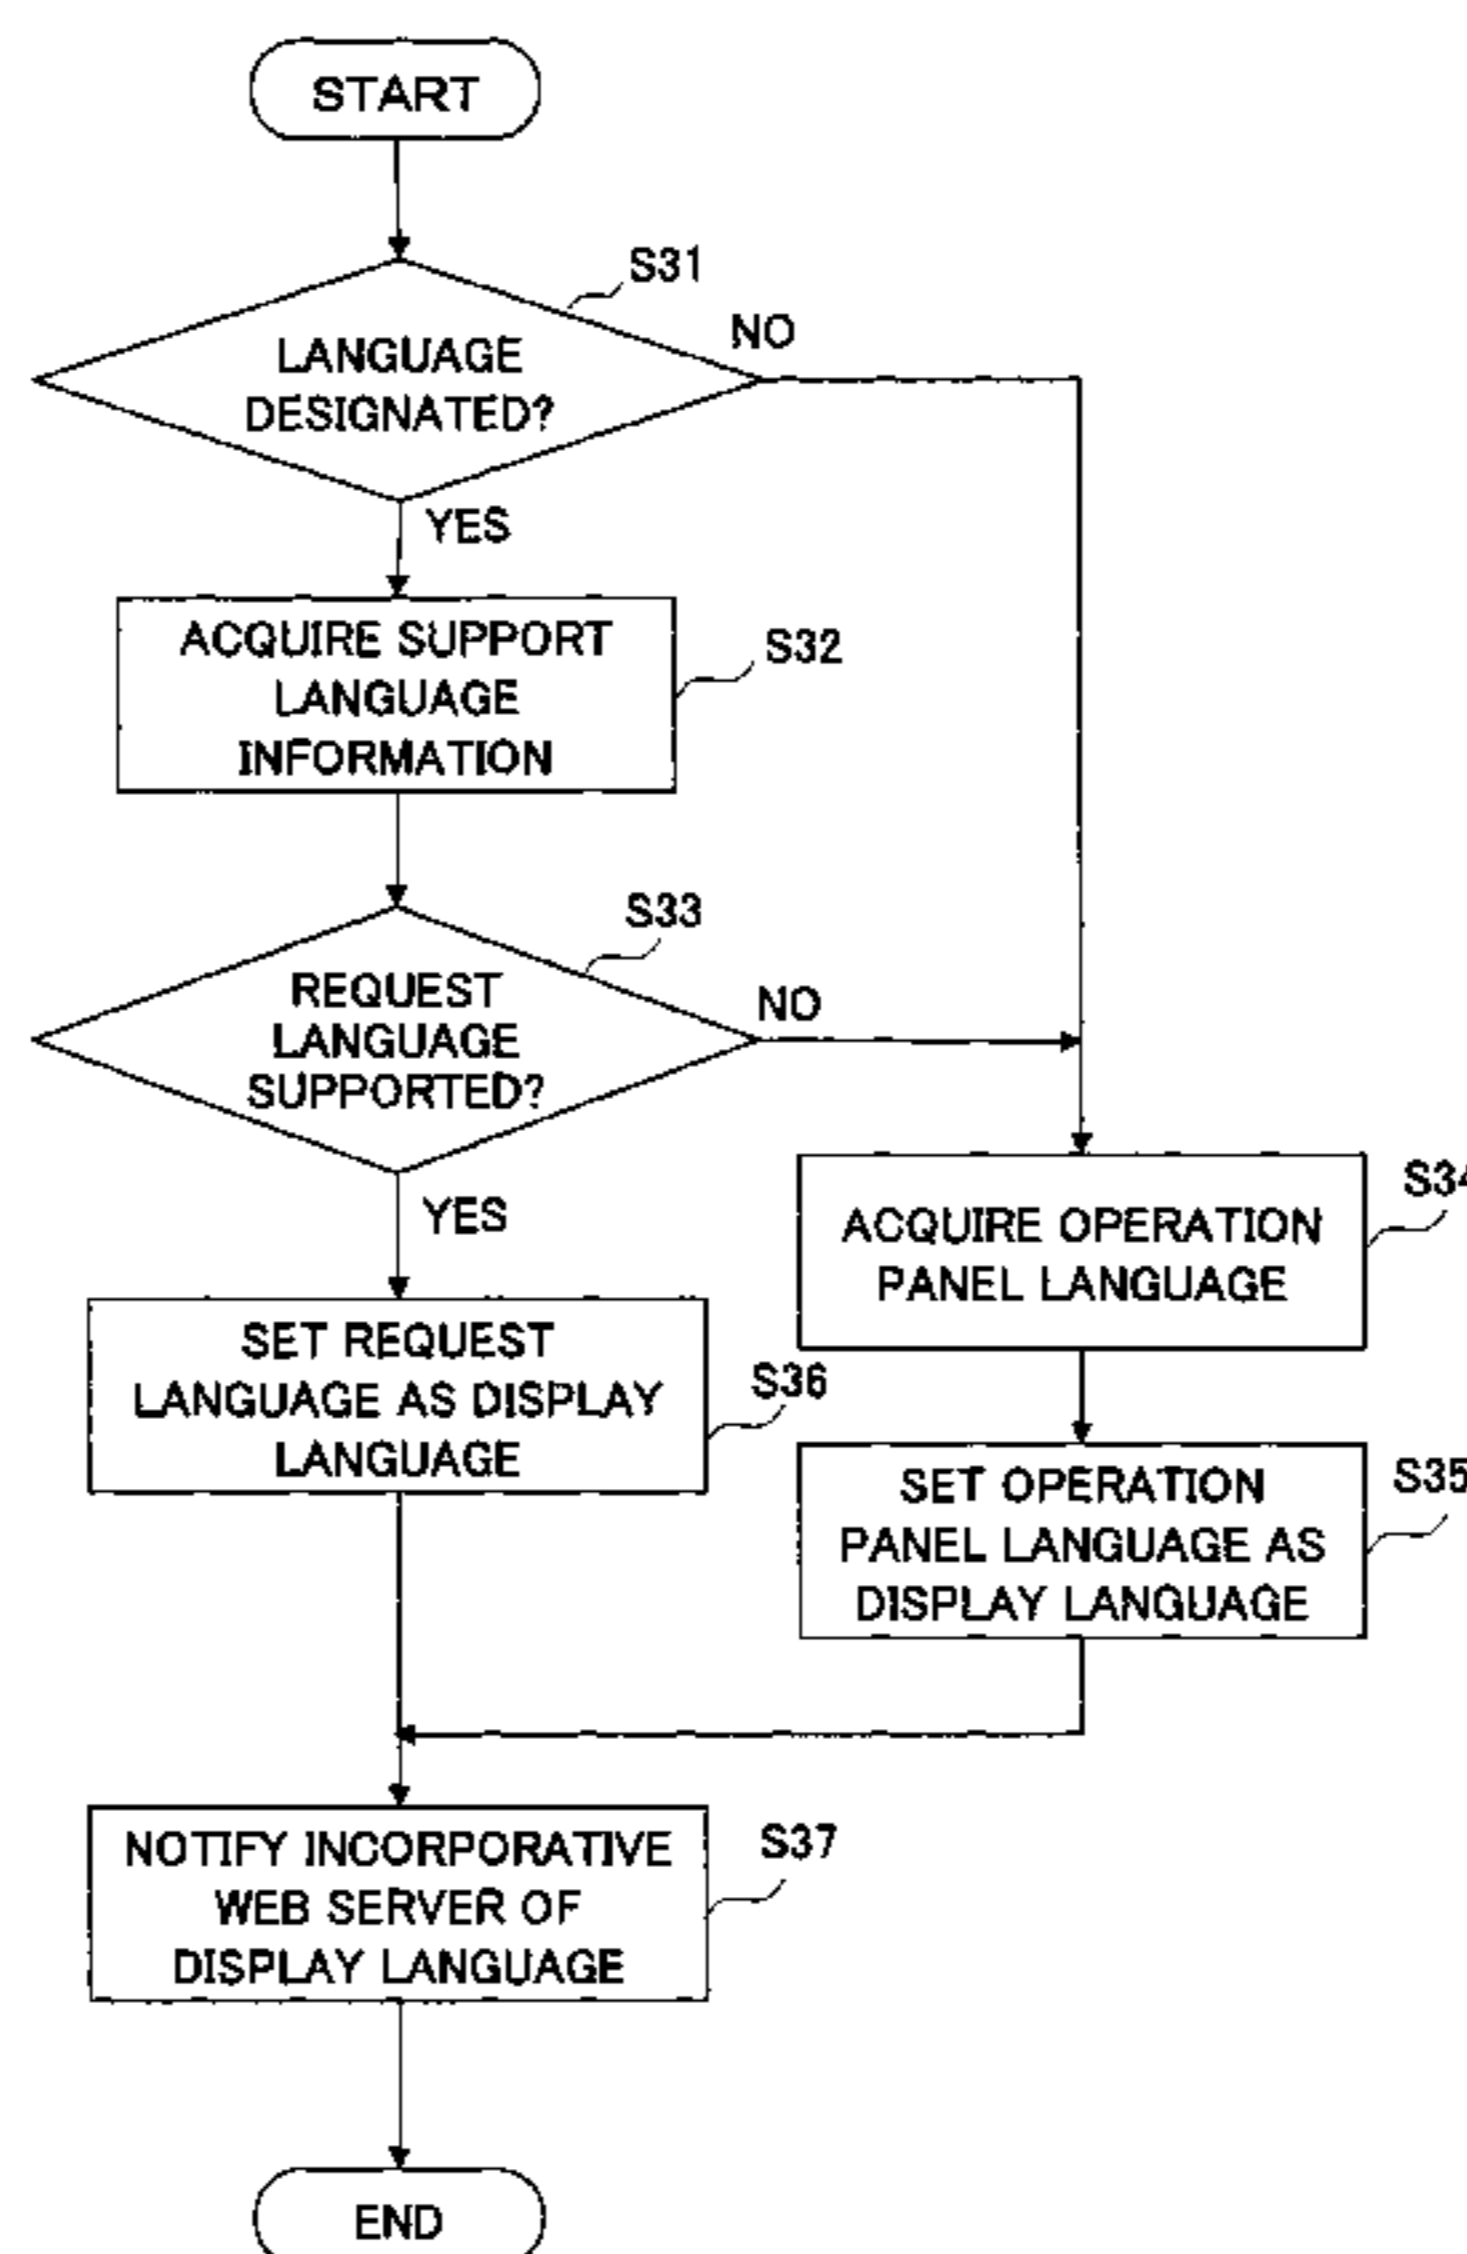 START
S31
LANGUAGE
DESIGNATED?
NO
YES
ACQUIRE SUPPORT
LANGUAGE
INFORMATION
S32
S33
REQUEST
LANGUAGE
SUPPORTED?
NO
YES
ACQUIRE OPERATION
PANEL LANGUAGE
S34
SET REQUEST
LANGUAGE AS DISPLAY
LANGUAGE
S36
SET OPERATION
PANEL LANGUAGE AS
DISPLAY LANGUAGE
S35
NOTIFY INCORPORATIVE
WEB SERVER OF
DISPLAY LANGUAGE
S37
END